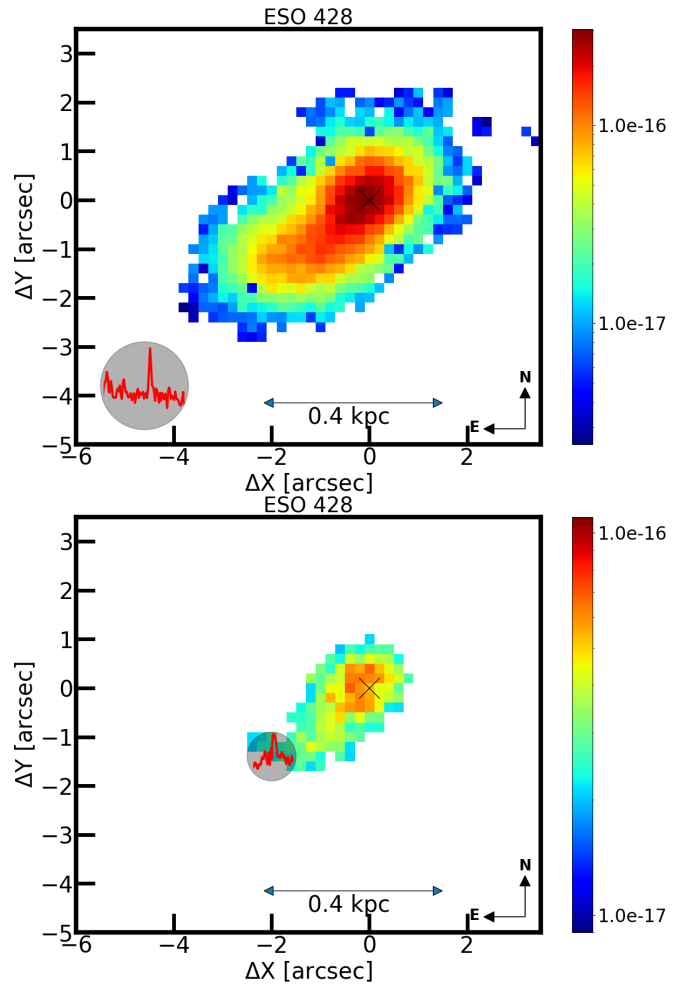 ESO 428
3
2
1
0
−1
−2
−3
−4
−5
ΔY [arcsec]
1.0e-16
1.0e-17
0.4 kpc
N
E
−6 −4 −2 0 2
ΔX [arcsec]
ESO 428
3
2
1
0
−1
−2
−3
−4
−5
ΔY [arcsec]
1.0e-16
1.0e-17
0.4 kpc
N
E
−6 −4 −2 0 2
ΔX [arcsec]